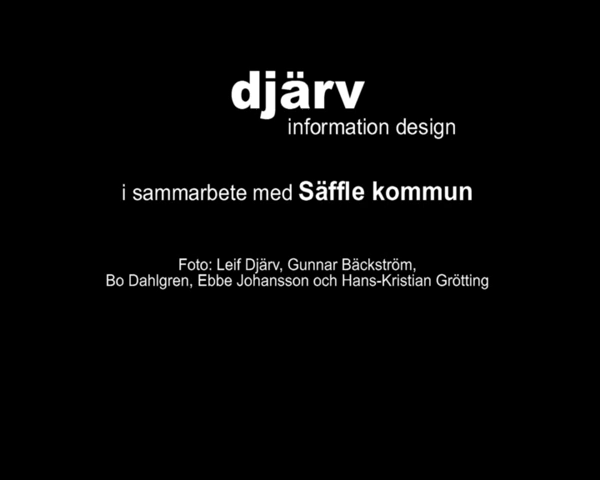 djärv
information design
i sammarbete med Säffle kommun
Foto: Leif Djärv, Gunnar Bäckström,
Bo Dahlgren, Ebbe Johansson och Hans-Kristian Grötting